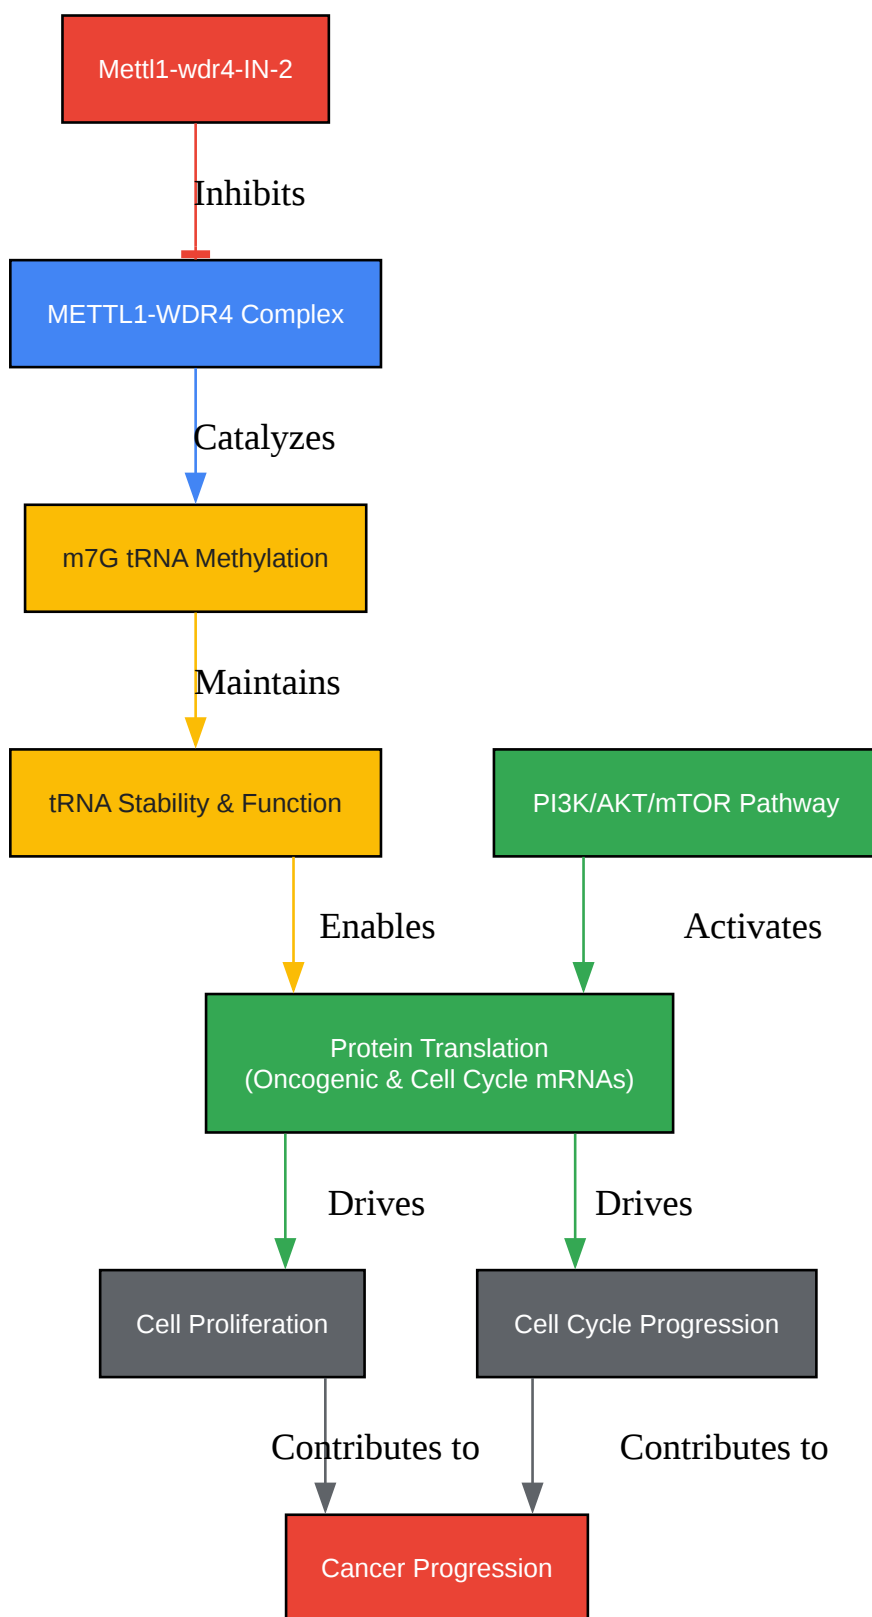 Mettl1-wdr4-IN-2
Inhibits
METTL1-WDR4 Complex
Catalyzes
m7G tRNA Methylation
Maintains
tRNA Stability & Function
PI3K/AKT/mTOR Pathway
Enables
Activates
Protein Translation
(Oncogenic & Cell Cycle mRNAs)
Drives
Drives
Cell Proliferation
Cell Cycle Progression
Contributes to
Contributes to
Cancer Progression